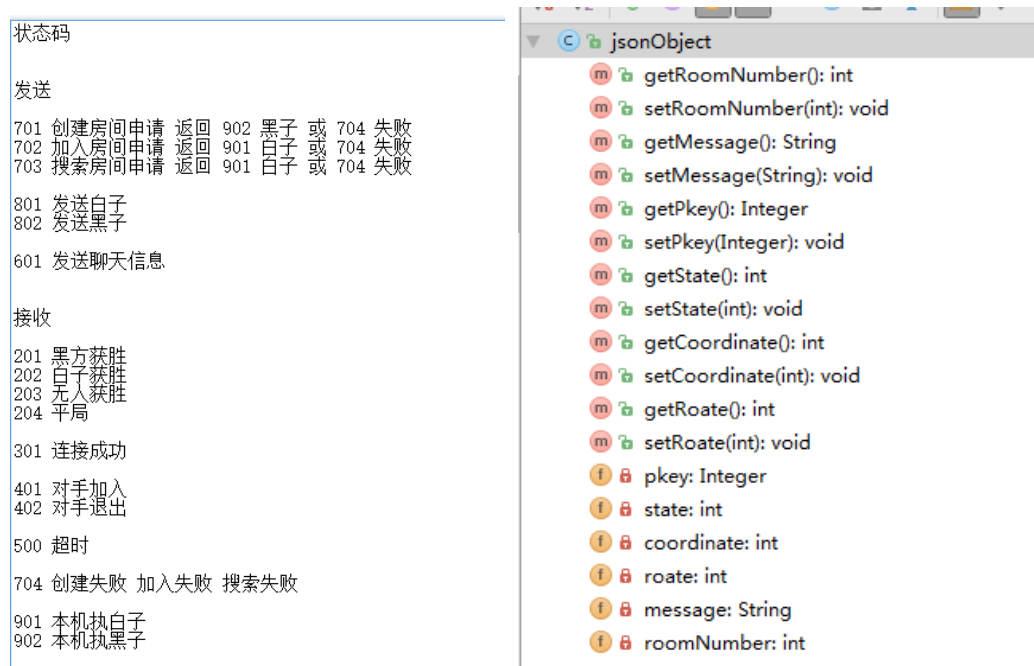 状态码
发送
701 创建房间申请 返回 902 黑子 或 704 失败
702 加入房间申请 返回 901 白子 或 704 失败
703 搜索房间申请 返回 901 白子 或 704 失败
801 发送白子
802 发送黑子
601 发送聊天信息
接收
201 黑方获胜
202 白子获胜
203 无人获胜
204 平局
301 连接成功
401 对手加入
402 对手退出
500 超时
704 创建失败 加入失败 搜索失败
901 本机执白子
902 本机执黑子
jsonObject
getRoomNumber(): int
setRoomNumber(int): void
getMessage(): String
setMessage(String): void
getPkey(): Integer
setPkey(Integer): void
getState(): int
setState(int): void
getCoordinate(): int
setCoordinate(int): void
getRoate(): int
setRoate(int): void
pkey: Integer
state: int
coordinate: int
roate: int
message: String
roomNumber: int